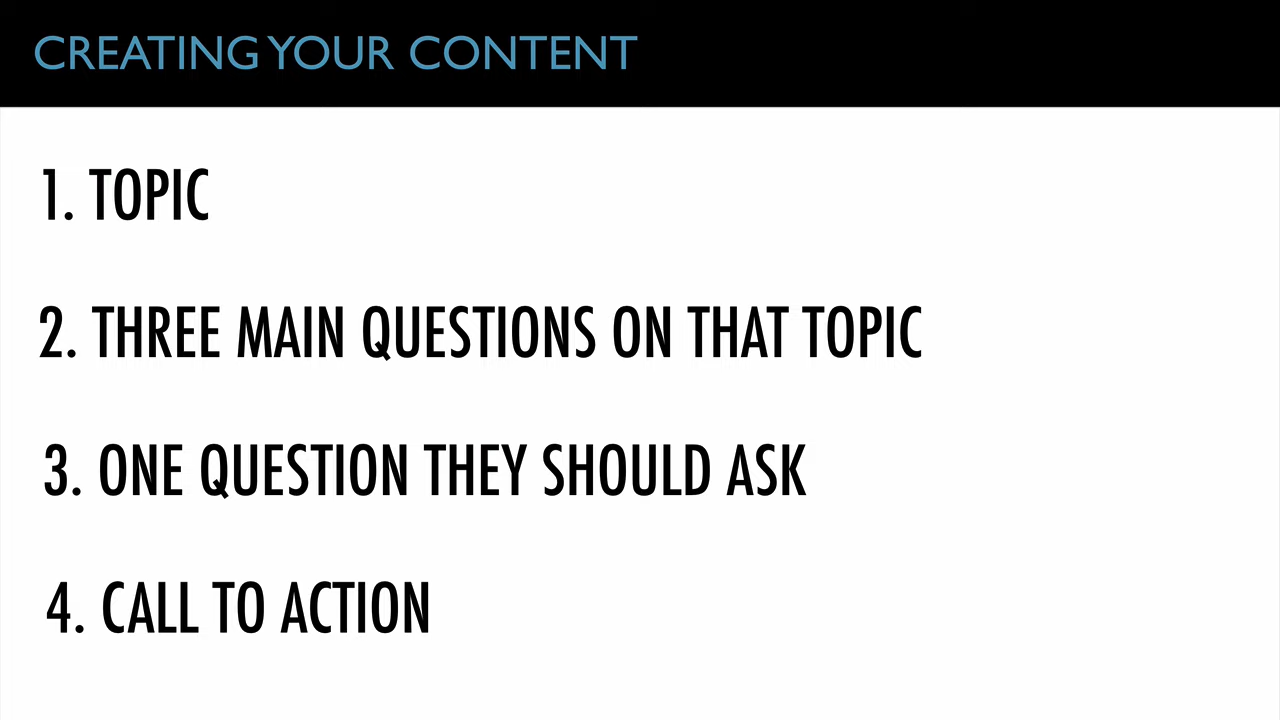 CREATING YOUR CONTENT
1. TOPIC
2. THREE MAIN QUESTIONS ON THAT TOPIC
3. ONE QUESTION THEY SHOULD ASK
4. CALL TO ACTION